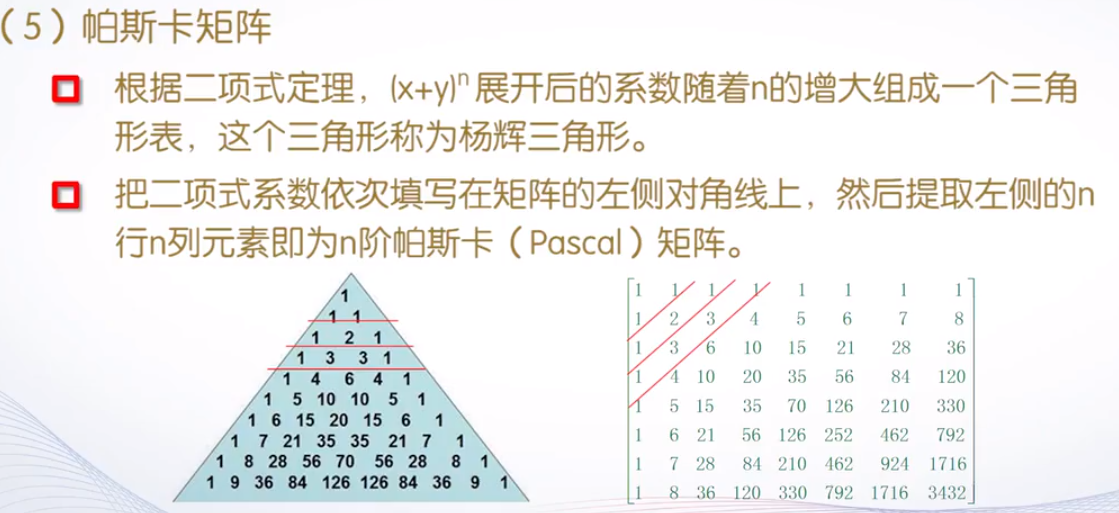 （5）帕斯卡矩阵
根据二项式定理，(x+y)ⁿ展开后的系数随着n的增大组成一个三角
形表，这个三角形称为杨辉三角形。
把二项式系数依次填写在矩阵的左侧对角线上，然后提取左侧的n
行n列元素即为n阶帕斯卡（Pascal）矩阵。
1
1 1
1 2 1
1 3 3 1
1 4 6 4 1
1 5 10 10 5 1
1 6 15 20 15 6 1
1 7 21 35 35 21 7 1
1 8 28 56 70 56 28 8 1
1 9 36 84 126 126 84 36 9 1
1 1 1 1 1 1 1 1
1 2 3 4 5 6 7 8
1 3 6 10 15 21 28 36
1 4 10 20 35 56 84 120
1 5 15 35 70 126 210 330
1 6 21 56 126 252 462 792
1 7 28 84 210 462 924 1716
1 8 36 120 330 792 1716 3432